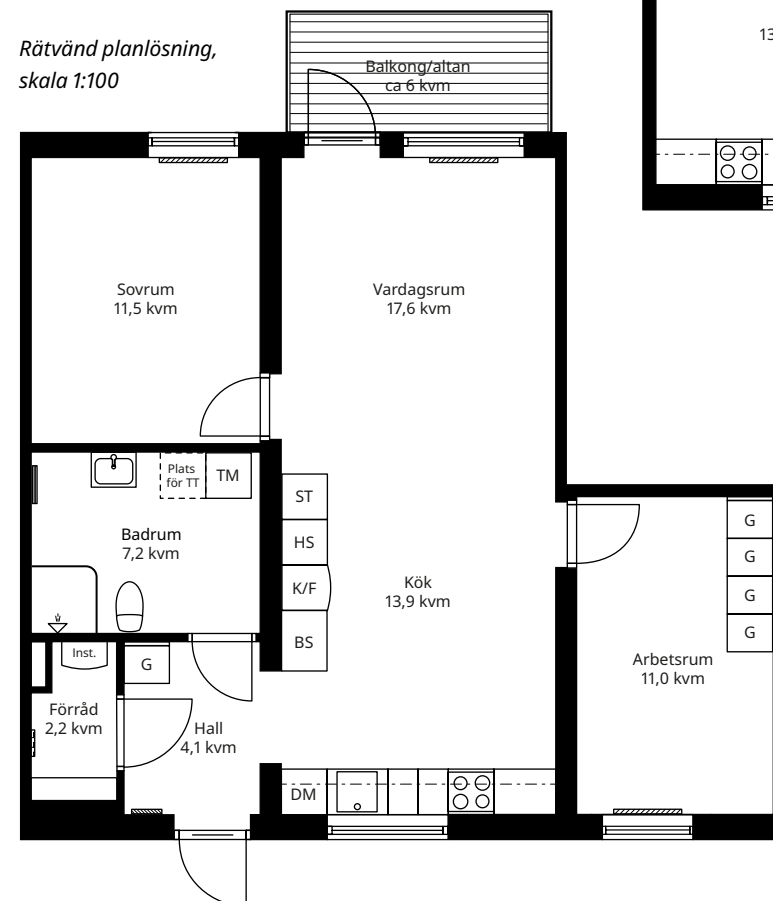 Rätvänd planlösning,
skala 1:100
Balkong/altan
ca 6 kvm
13
Sovrum
11,5 kvm
Vardagsrum
17,6 kvm
Plats
för TT
TM
Badrum
7,2 kvm
ST
HS
K/F
BS
Kök
13,9 kvm
G
G
G
G
Arbetsrum
11,0 kvm
Inst.
G
Förråd
2,2 kvm
Hall
4,1 kvm
DM